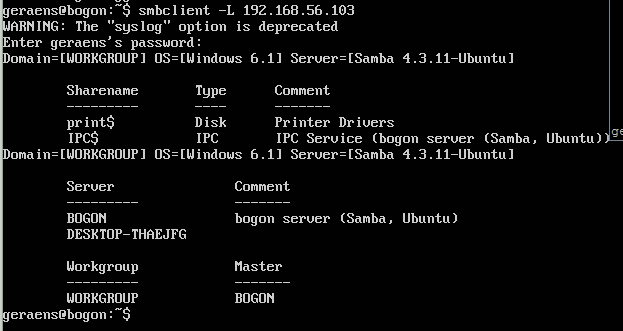 geraens@bogon:~$ smbclient -L 192.168.56.103
WARNING: The "syslog" option is deprecated
Enter geraens's password:
Domain=[WORKGROUP] OS=[Windows 6.1] Server=[Samba 4.3.11-Ubuntu]
Sharename Type Comment
--------- ---- -------
print$ Disk Printer Drivers
IPC$ IPC IPC Service (bogon server (Samba, Ubuntu))
Domain=[WORKGROUP] OS=[Windows 6.1] Server=[Samba 4.3.11-Ubuntu]
Server Comment
--------- -------
BOGON bogon server (Samba, Ubuntu)
DESKTOP-THAEJFG
Workgroup Master
--------- -------
WORKGROUP BOGON
geraens@bogon:~$